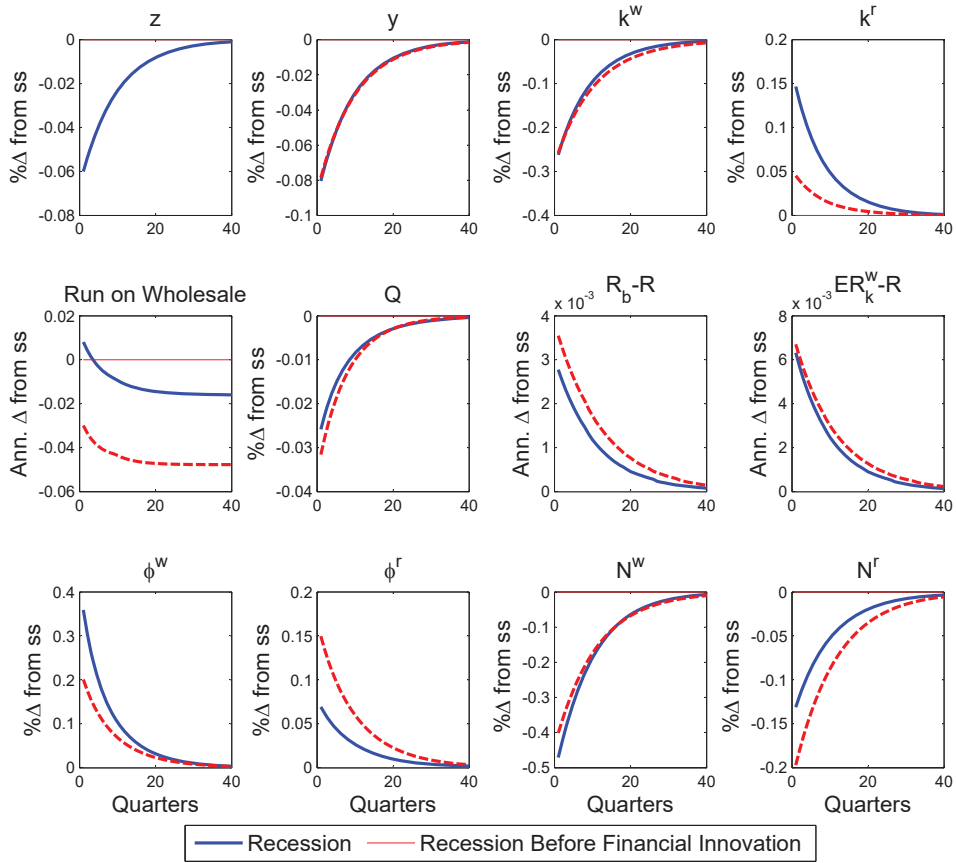 z y k^w k^r
%Δ from ss %Δ from ss %Δ from ss %Δ from ss
0 0 0 0.2
-0.02 -0.02 -0.1 0.15
-0.04 -0.04 -0.2 0.1
-0.06 -0.06 -0.3 0.05
-0.08 -0.08 -0.4 0
-0.1
0 20 40 0 20 40 0 20 40 0 20 40
Run on Wholesale Q R_b-R ER_k^w-R
× 10^-3 × 10^-3
Ann. Δ from ss %Δ from ss Ann. Δ from ss Ann. Δ from ss
0.02 0 4 8
0 -0.01 3 6
-0.02 -0.02 2 4
-0.04 -0.03 1 2
-0.06 -0.04 0 0
0 20 40 0 20 40 0 20 40 0 20 40
ϕ^w ϕ^r N^w N^r
%Δ from ss %Δ from ss %Δ from ss %Δ from ss
0.4 0.2 0 0
0.3 0.15 -0.1 -0.05
0.2 0.1 -0.2 -0.1
0.1 0.05 -0.3 -0.15
0 0 -0.4 -0.2
-0.5
0 20 40 0 20 40 0 20 40 0 20 40
Quarters Quarters Quarters Quarters
Recession Recession Before Financial Innovation